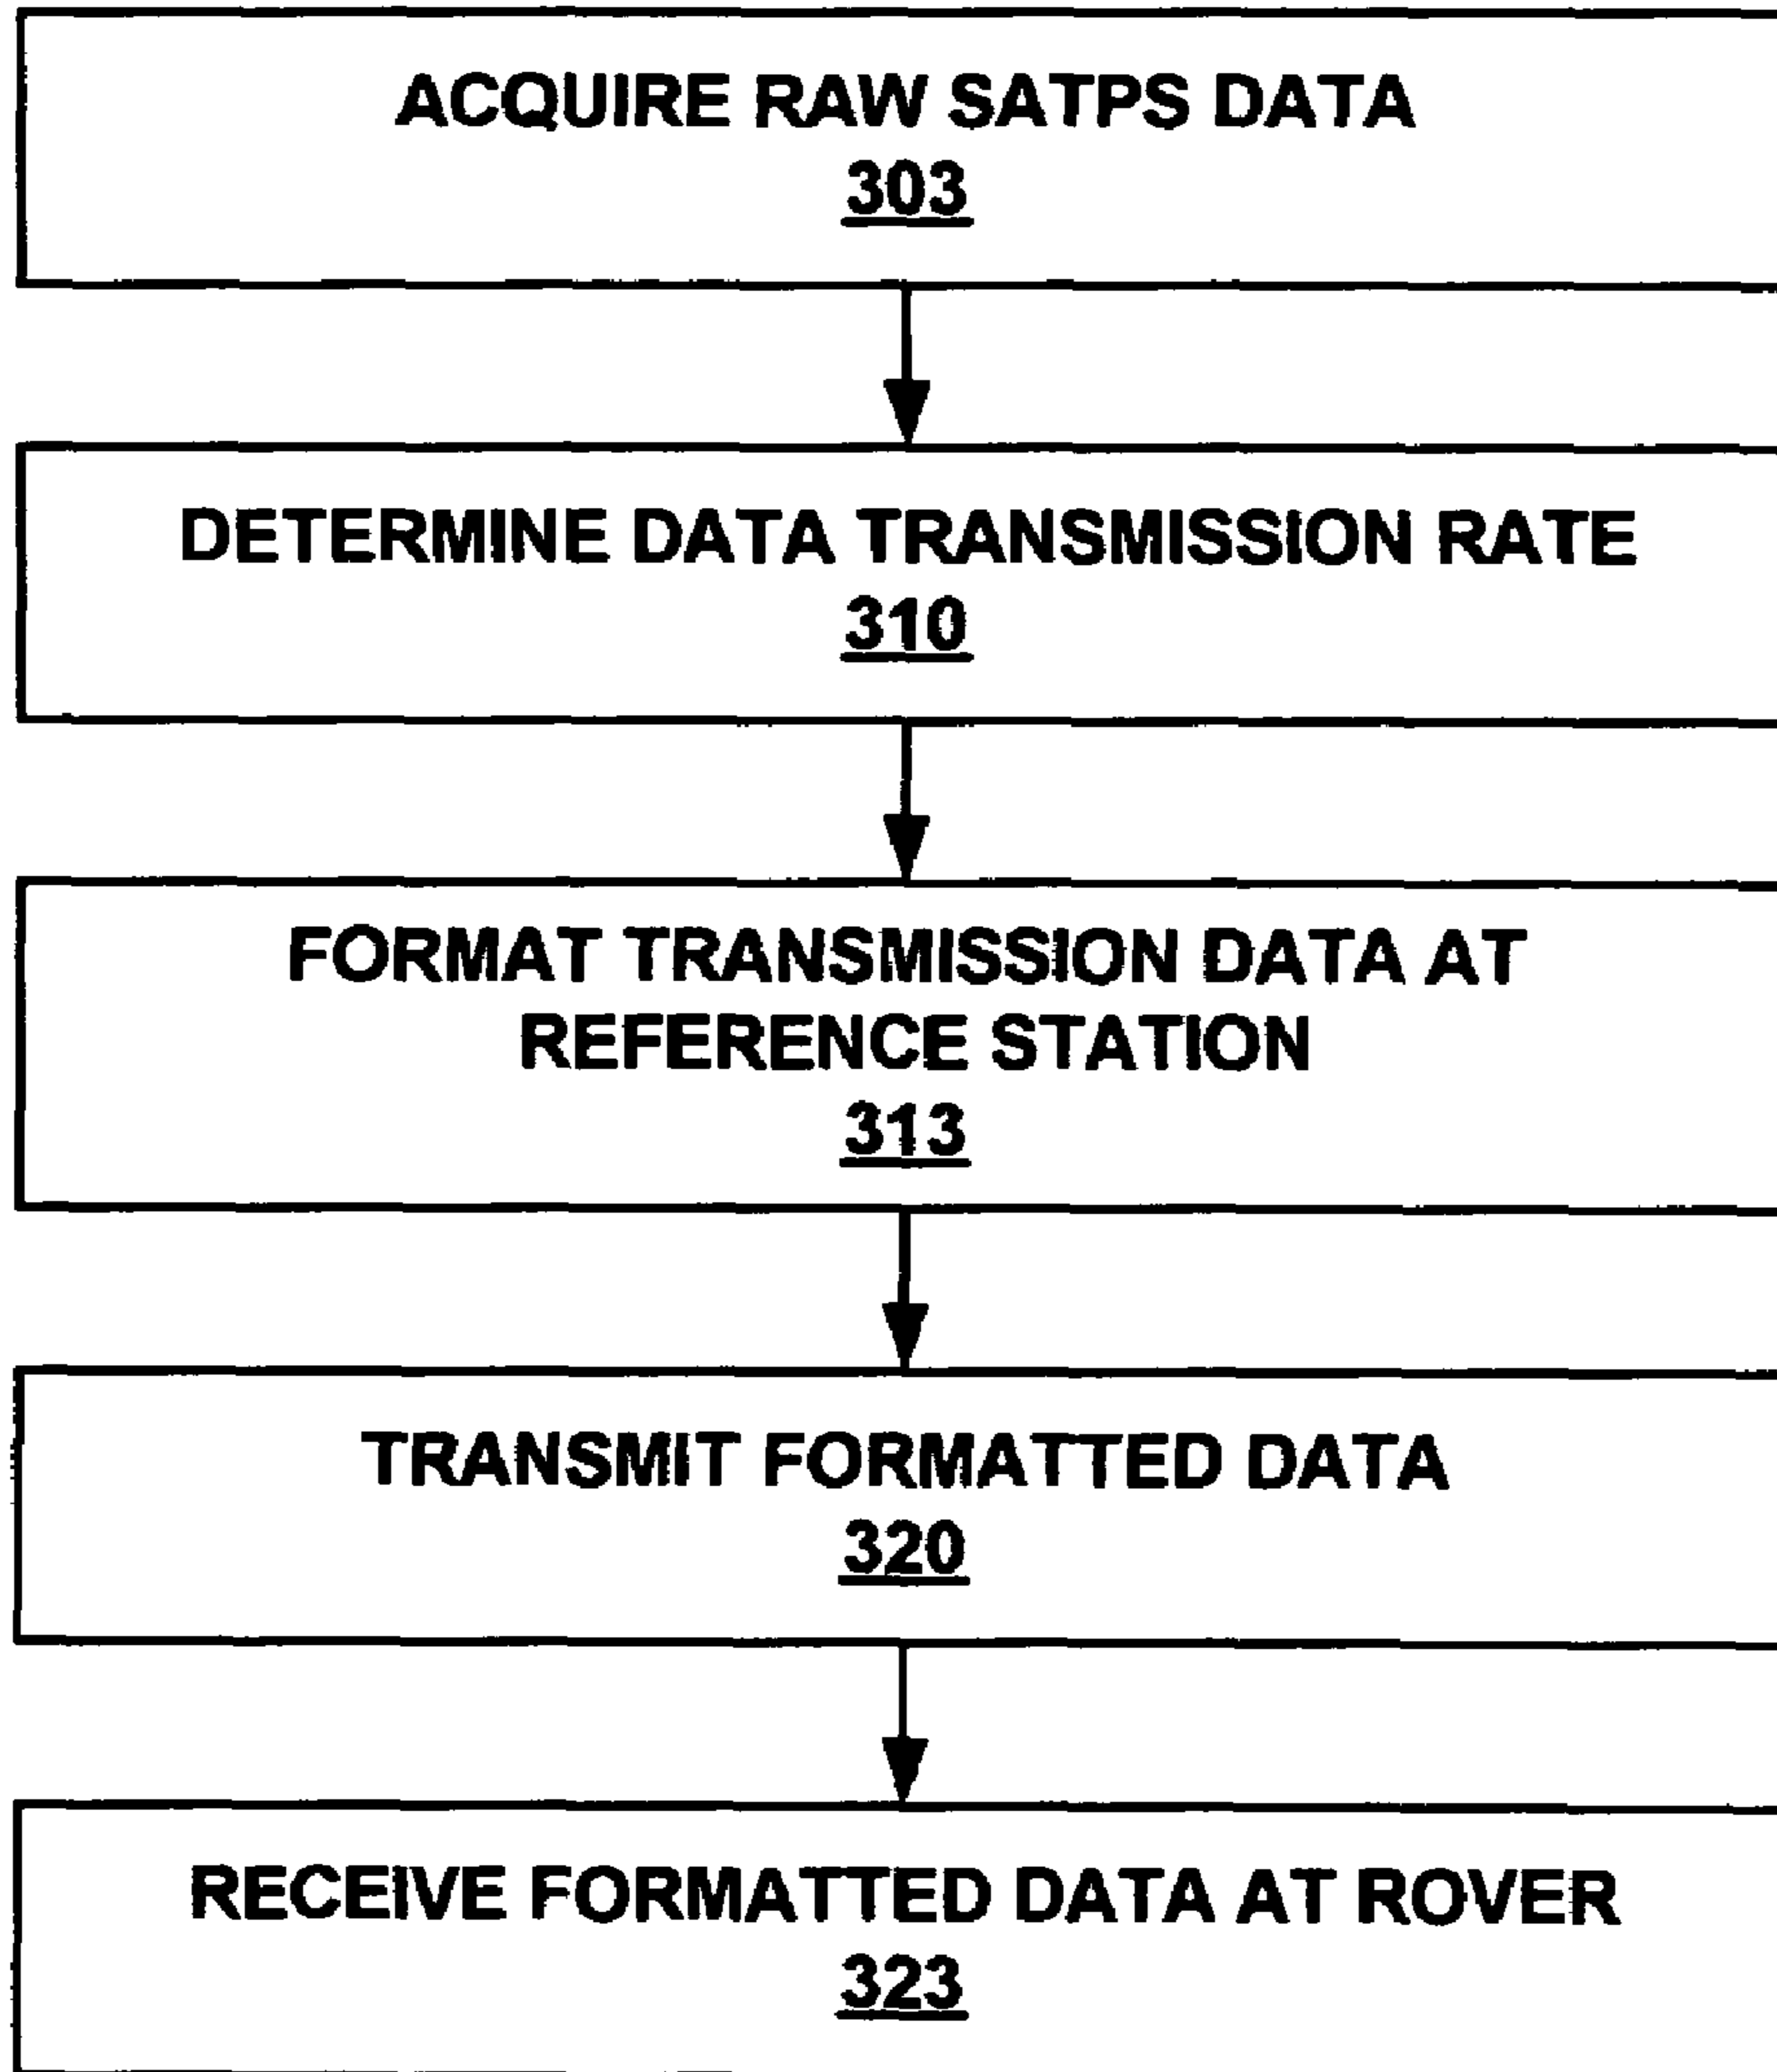 ACQUIRE RAW SATPS DATA
303
DETERMINE DATA TRANSMISSION RATE
310
FORMAT TRANSMISSION DATA AT
REFERENCE STATION
313
TRANSMIT FORMATTED DATA
320
RECEIVE FORMATTED DATA AT ROVER
323